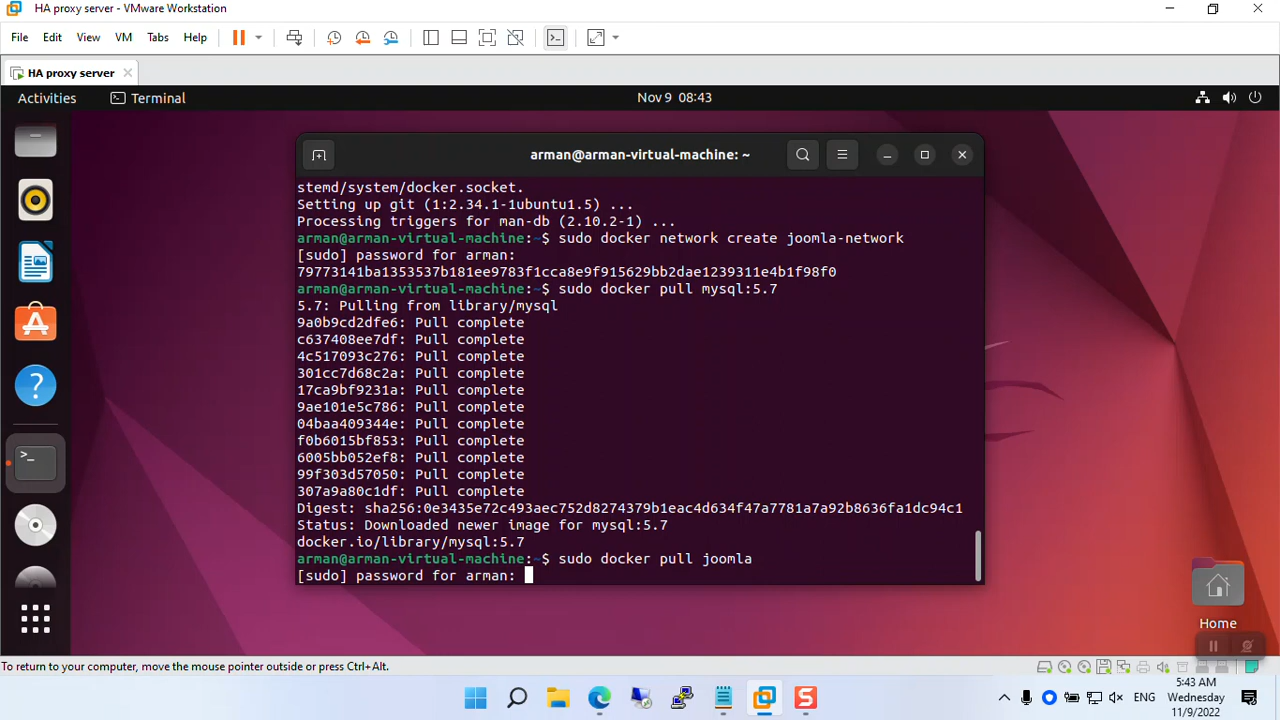 HA proxy server - VMware Workstation
File Edit View VM Tabs Help
HA proxy server
Activities Terminal Nov 9 08:43
arman@arman-virtual-machine: ~
stemd/system/docker.socket.
Setting up git (1:2.34.1-1ubuntu1.5) ...
Processing triggers for man-db (2.10.2-1) ...
arman@arman-virtual-machine:~$ sudo docker network create joomla-network
[sudo] password for arman:
79773141ba1353537b181ee9783f1cca8e9f915629bb2dae1239311e4b1f98f0
arman@arman-virtual-machine:~$ sudo docker pull mysql:5.7
5.7: Pulling from library/mysql
9a0b9cd2dfe6: Pull complete
c637408ee7df: Pull complete
4c517093c276: Pull complete
301cc7d68c2a: Pull complete
17ca9bf9231a: Pull complete
9ae101e5c786: Pull complete
04baa409344e: Pull complete
f0b6015bf853: Pull complete
6005bb052ef8: Pull complete
99f303d57050: Pull complete
307a9a80c1df: Pull complete
Digest: sha256:0e3435e72c493aec752d8274379b1eac4d634f47a7781a7a92b8636fa1dc94c1
Status: Downloaded newer image for mysql:5.7
docker.io/library/mysql:5.7
arman@arman-virtual-machine:~$ sudo docker pull joomla
[sudo] password for arman:
Home
To return to your computer, move the mouse pointer outside or press Ctrl+Alt.
ENG
5:43 AM
Wednesday
11/9/2022